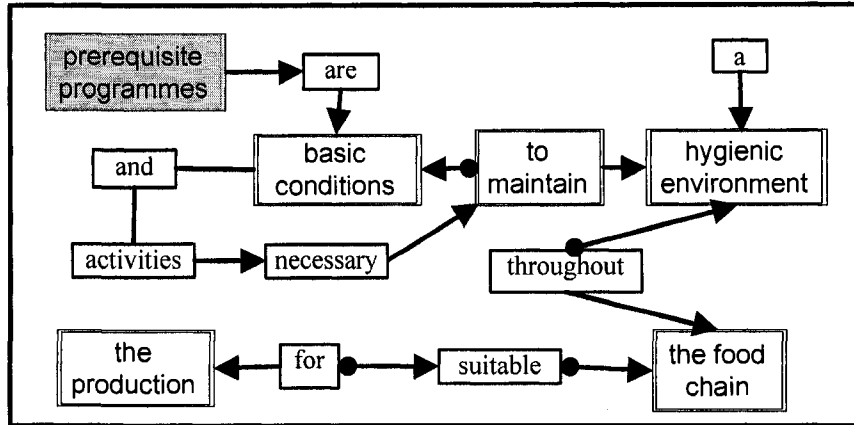 prerequisite
programmes
are
a
basic
conditions
to
maintain
hygienic
environment
and
activities
necessary
throughout
the
production
for
suitable
the food
chain